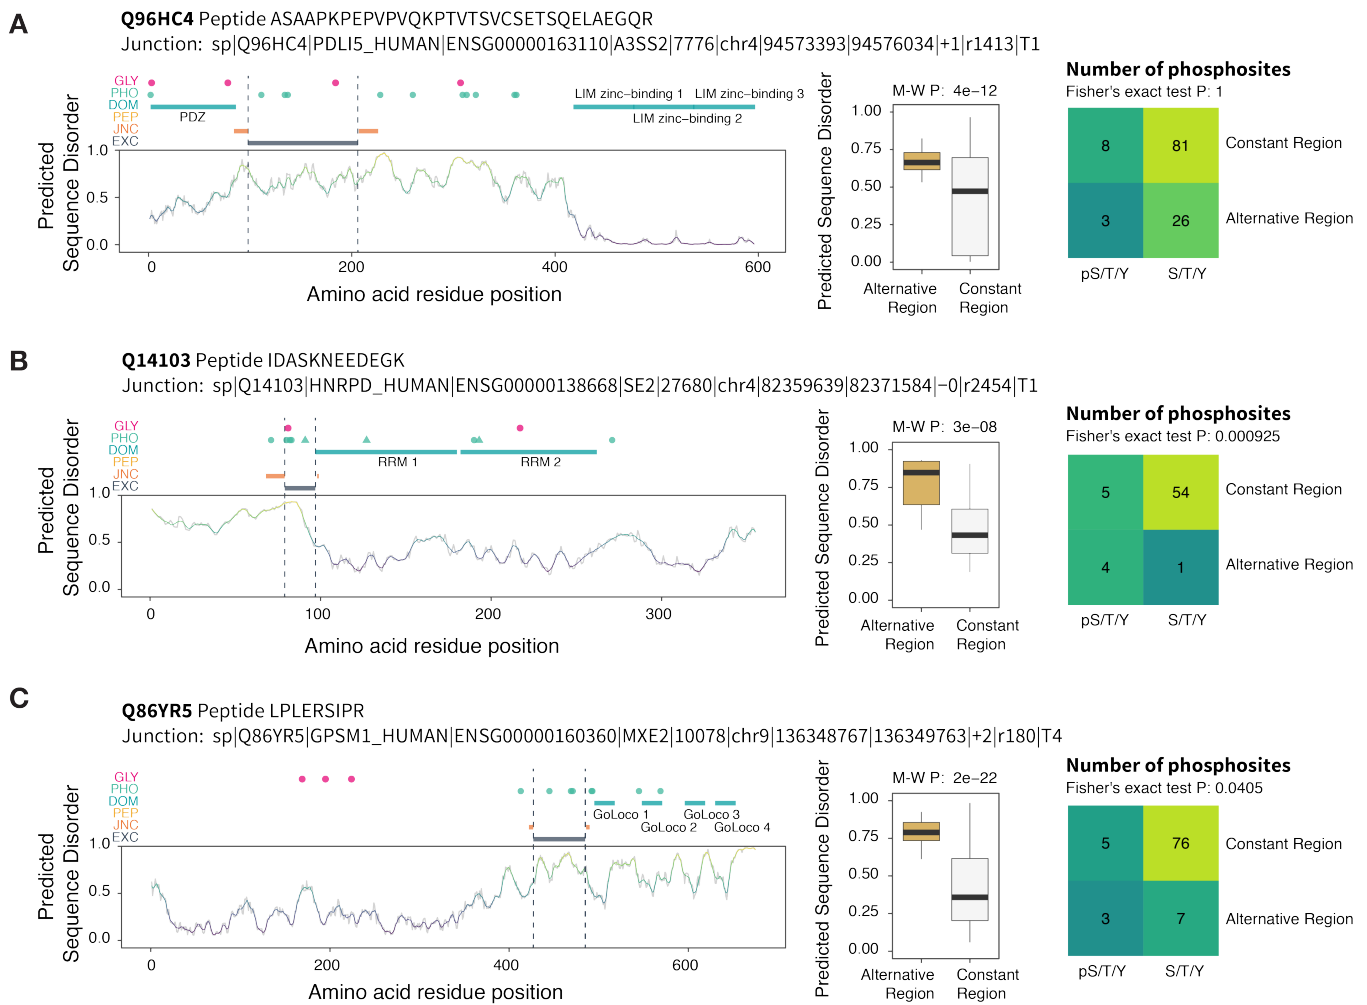 A
Q96HC4 Peptide ASAAPKPEPVPVQKPTVTSVCSETSQELAEGQR
Junction: sp|Q96HC4|PDLI5_HUMAN|ENSG00000163110|A3SS2|7776|chr4|94573393|94576034|+1|r1413|T1
GLY
PHO
DOM
PEP
JNC
EXC
PDZ
LIM zinc−binding 1
LIM zinc−binding 3
LIM zinc−binding 2
Predicted
Sequence Disorder
1.0
0.5
0.0
0
200
400
600
Amino acid residue position
M-W P: 4e−12
Predicted Sequence Disorder
1.00
0.75
0.50
0.25
0.00
Alternative
Region
Constant
Region
Number of phosphosites
Fisher's exact test P: 1
8
81
Constant Region
3
26
Alternative Region
pS/T/Y
S/T/Y
B
Q14103 Peptide IDASKNEEDEGK
Junction: sp|Q14103|HNRPD_HUMAN|ENSG00000138668|SE2|27680|chr4|82359639|82371584|−0|r2454|T1
GLY
PHO
DOM
PEP
JNC
EXC
RRM 1
RRM 2
Predicted
Sequence Disorder
1.0
0.5
0.0
0
100
200
300
Amino acid residue position
M-W P: 3e−08
Predicted Sequence Disorder
1.00
0.75
0.50
0.25
0.00
Alternative
Region
Constant
Region
Number of phosphosites
Fisher's exact test P: 0.000925
5
54
Constant Region
4
1
Alternative Region
pS/T/Y
S/T/Y
C
Q86YR5 Peptide LPLERSIPR
Junction: sp|Q86YR5|GPSM1_HUMAN|ENSG00000160360|MXE2|10078|chr9|136348767|136349763|+2|r180|T4
GLY
PHO
DOM
PEP
JNC
EXC
GoLoco 1
GoLoco 3
GoLoco 2
GoLoco 4
Predicted
Sequence Disorder
1.0
0.5
0.0
0
200
400
600
Amino acid residue position
M-W P: 2e−22
Predicted Sequence Disorder
1.00
0.75
0.50
0.25
0.00
Alternative
Region
Constant
Region
Number of phosphosites
Fisher's exact test P: 0.0405
5
76
Constant Region
3
7
Alternative Region
pS/T/Y
S/T/Y